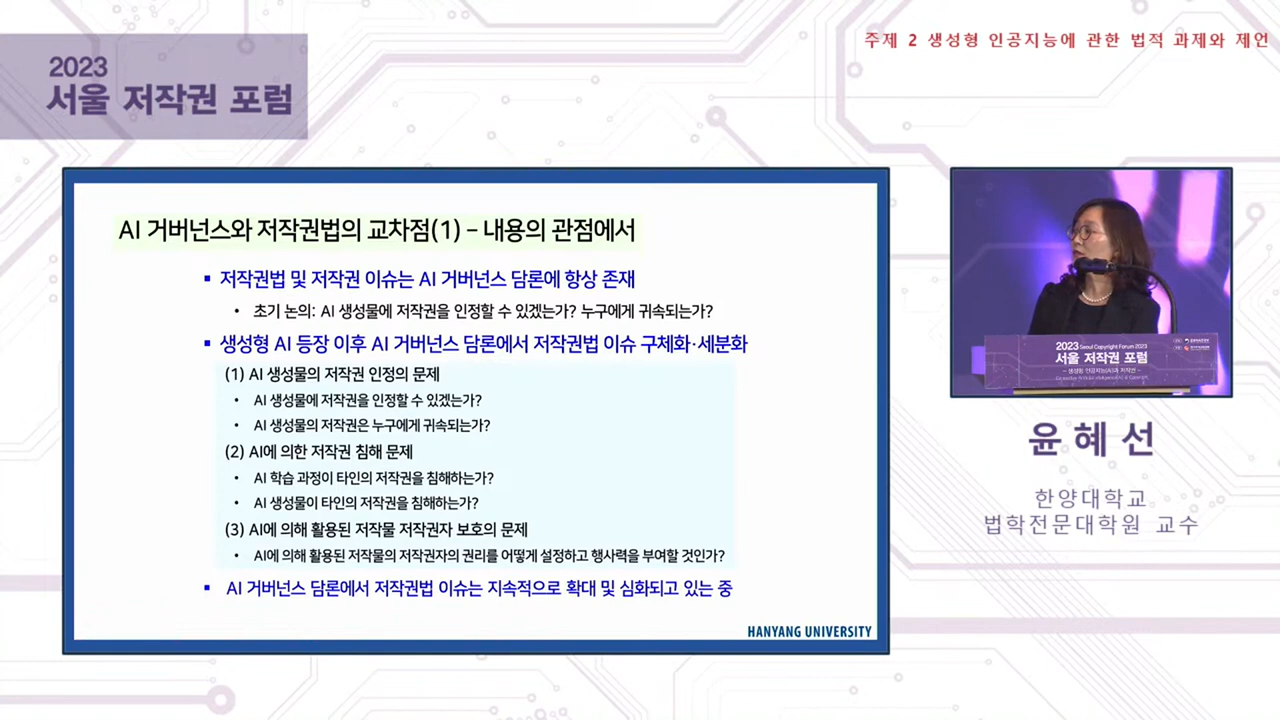 주제 2 생성형 인공지능에 관한 법적 과제와 제언
2023
서울 저작권 포럼
AI 거버넌스와 저작권법의 교차점(1) – 내용의 관점에서
▪ 저작권법 및 저작권 이슈는 AI 거버넌스 담론에 항상 존재
• 초기 논의: AI 생성물에 저작권을 인정할 수 있겠는가? 누구에게 귀속되는가?
▪ 생성형 AI 등장 이후 AI 거버넌스 담론에서 저작권법 이슈 구체화·세분화
(1) AI 생성물의 저작권 인정의 문제
• AI 생성물에 저작권을 인정할 수 있겠는가?
• AI 생성물의 저작권은 누구에게 귀속되는가?
(2) AI에 의한 저작권 침해 문제
• AI 학습 과정이 타인의 저작권을 침해하는가?
• AI 생성물이 타인의 저작권을 침해하는가?
(3) AI에 의해 활용된 저작물 저작권자 보호의 문제
• AI에 의해 활용된 저작물의 저작권자의 권리를 어떻게 설정하고 행사력을 부여할 것인가?
▪ AI 거버넌스 담론에서 저작권법 이슈는 지속적으로 확대 및 심화되고 있는 중
HANYANG UNIVERSITY
2023 Seoul Copyright Forum 2023
서울 저작권 포럼
- 생성형 인공지능(AI)과 저작권 -
윤혜선
한양대학교
법학전문대학원 교수